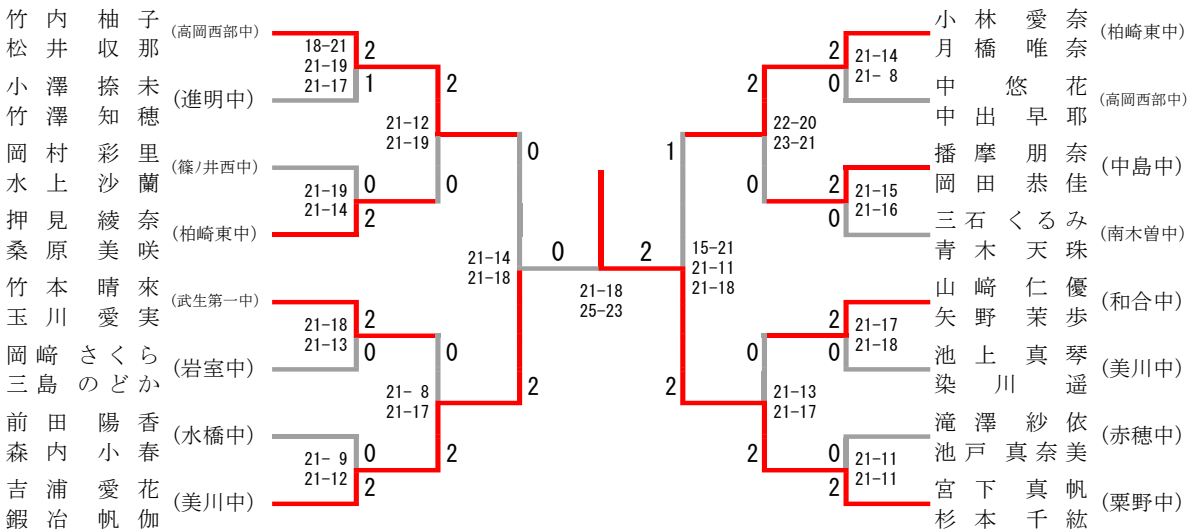 竹内柚子
松井収那
(高岡西部中)
18-21
21-19
21-17
2
1
小澤捺未
竹澤知穂
(進明中)
21-12
21-19
2
0
岡村彩里
水上沙蘭
(篠ノ井西中)
21-19
21-14
0
2
押見綾奈
桑原美咲
(柏崎東中)
0
21-14
21-18
2
竹本晴來
玉川愛実
(武生第一中)
21-18
21-13
2
0
岡﨑さくら
三島のどか
(岩室中)
21- 8
21-17
0
2
前田陽香
森内小春
(水橋中)
21- 9
21-12
0
2
吉浦愛花
鍜冶帆伽
(美川中)
0
2
21-18
25-23
小林愛奈
月橋唯奈
(柏崎東中)
2
0
21-14
21- 8
中悠花
中出早耶
(高岡西部中)
2
0
22-20
23-21
播摩朋奈
岡田恭佳
(中島中)
2
0
21-15
21-16
三石くるみ
青木天珠
(南木曽中)
1
2
15-21
21-11
21-18
山﨑仁優
矢野茉歩
(和合中)
2
0
21-17
21-18
池上真琴
染川遥
(美川中)
0
2
21-13
21-17
滝澤紗依
池戸真奈美
(赤穂中)
0
2
21-11
21-11
宮下真帆
杉本千紘
(粟野中)